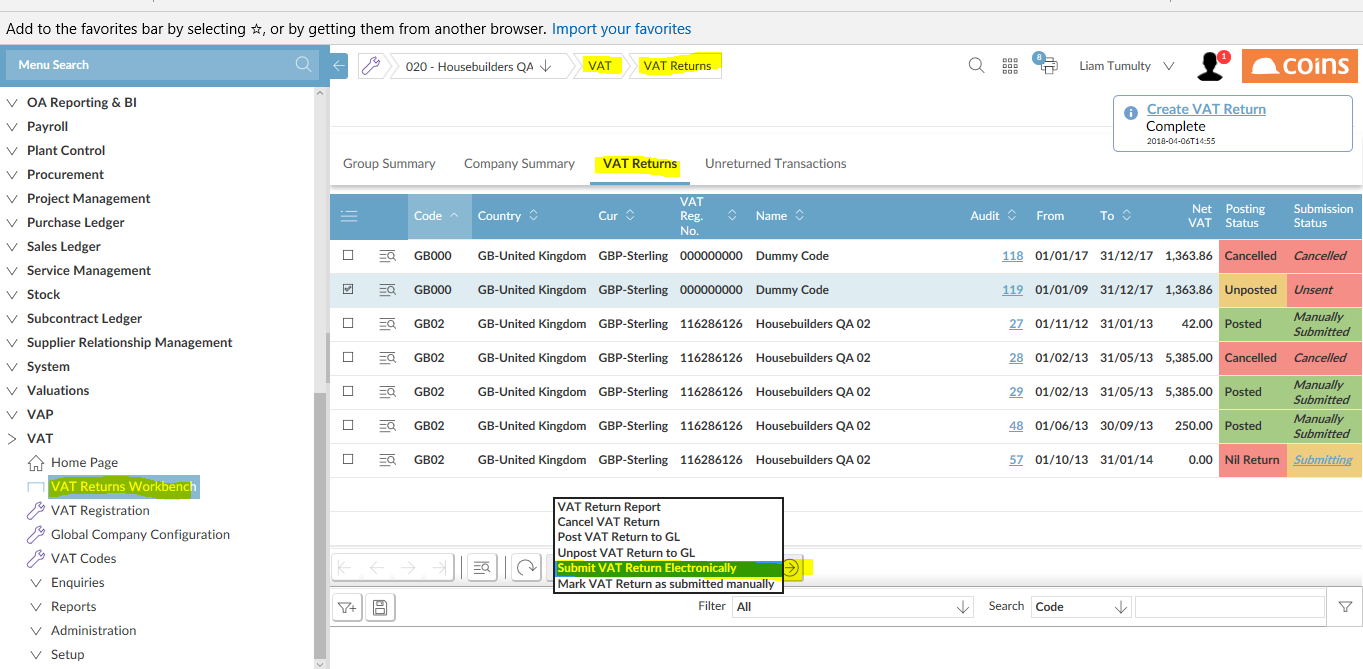 Add to the favorites bar by selecting ☆, or by getting them from another browser. Import your favorites
Menu Search
020 - Housebuilders QA
VAT
VAT Returns
8
Liam Tumulty
1
coins
Create VAT Return
Complete
2018-04-06T14:55
OA Reporting & BI
Payroll
Plant Control
Procurement
Project Management
Purchase Ledger
Sales Ledger
Service Management
Stock
Subcontract Ledger
Supplier Relationship Management
System
Valuations
VAP
VAT
Home Page
VAT Returns Workbench
VAT Registration
Global Company Configuration
VAT Codes
Enquiries
Reports
Administration
Setup
Group Summary Company Summary VAT Returns Unreturned Transactions
Code Country Cur VAT Reg. No. Name Audit From To Net VAT Posting Status Submission Status
GB000 GB-United Kingdom GBP-Sterling 000000000 Dummy Code 118 01/01/17 31/12/17 1,363.86 Cancelled Cancelled
GB000 GB-United Kingdom GBP-Sterling 000000000 Dummy Code 119 01/01/09 31/12/17 1,363.86 Unposted Unsent
GB02 GB-United Kingdom GBP-Sterling 116286126 Housebuilders QA 02 27 01/11/12 31/01/13 42.00 Posted Manually Submitted
GB02 GB-United Kingdom GBP-Sterling 116286126 Housebuilders QA 02 28 01/02/13 31/05/13 5,385.00 Cancelled Cancelled
GB02 GB-United Kingdom GBP-Sterling 116286126 Housebuilders QA 02 29 01/02/13 31/05/13 5,385.00 Posted Manually Submitted
GB02 GB-United Kingdom GBP-Sterling 116286126 Housebuilders QA 02 48 01/06/13 30/09/13 250.00 Posted Manually Submitted
GB02 GB-United Kingdom GBP-Sterling 116286126 Housebuilders QA 02 57 01/10/13 31/01/14 0.00 Nil Return Submitting
VAT Return Report
Cancel VAT Return
Post VAT Return to GL
Unpost VAT Return to GL
Submit VAT Return Electronically
Mark VAT Return as submitted manually
Filter All Search Code